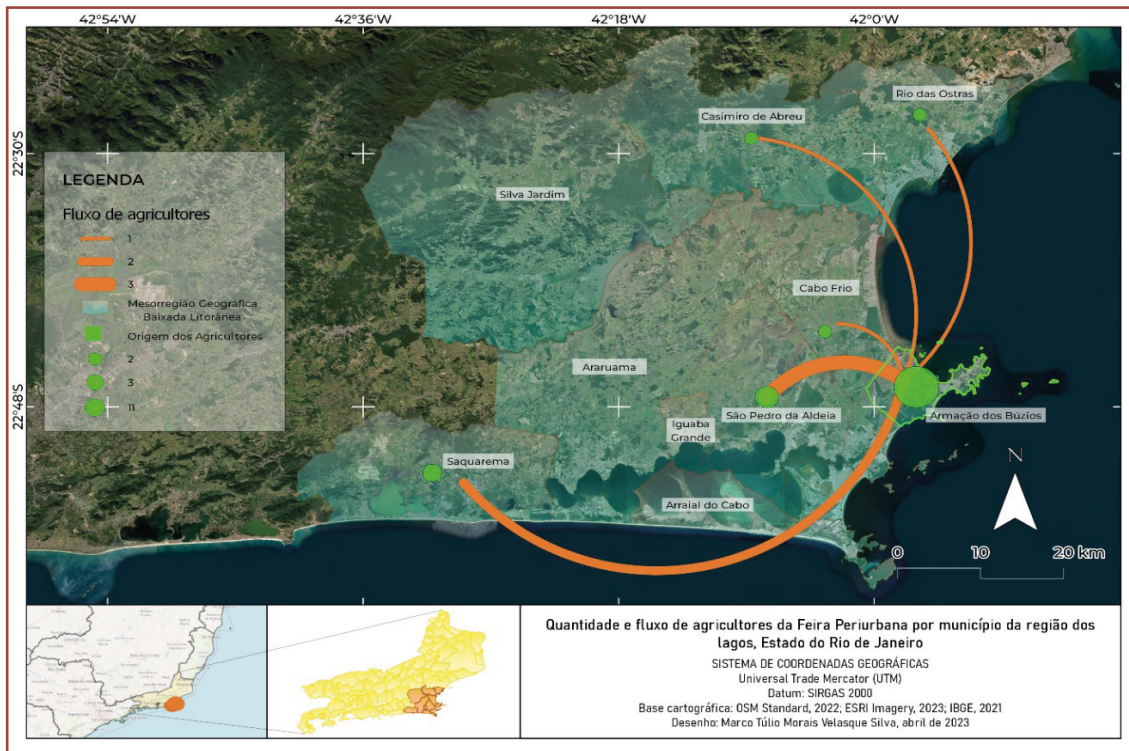 42°54'W 42°36'W 42°18'W 42°0'W
22°30'S
22°48'S
LEGENDA
Fluxo de agricultores
1
2
3
Mesorregião Geográfica
Baixada Litorânea
Origem dos Agricultores
2
3
11
Rio das Ostras
Casimiro de Abreu
Silva Jardim
Cabo Frio
Araruama
São Pedro da Aldeia
Armação dos Búzios
Iguaba
Grande
Saquarema
Arraial do Cabo
N
0 10 20 km
Quantidade e fluxo de agricultores da Feira Periurbana por município da região dos
lagos, Estado do Rio de Janeiro
SISTEMA DE COORDENADAS GEOGRÁFICAS
Universal Trade Mercator (UTM)
Datum: SIRGAS 2000
Base cartográfica: OSM Standard, 2022; ESRI Imagery, 2023; IBGE, 2021
Desenho: Marco Túlio Morais Velasque Silva, abril de 2023